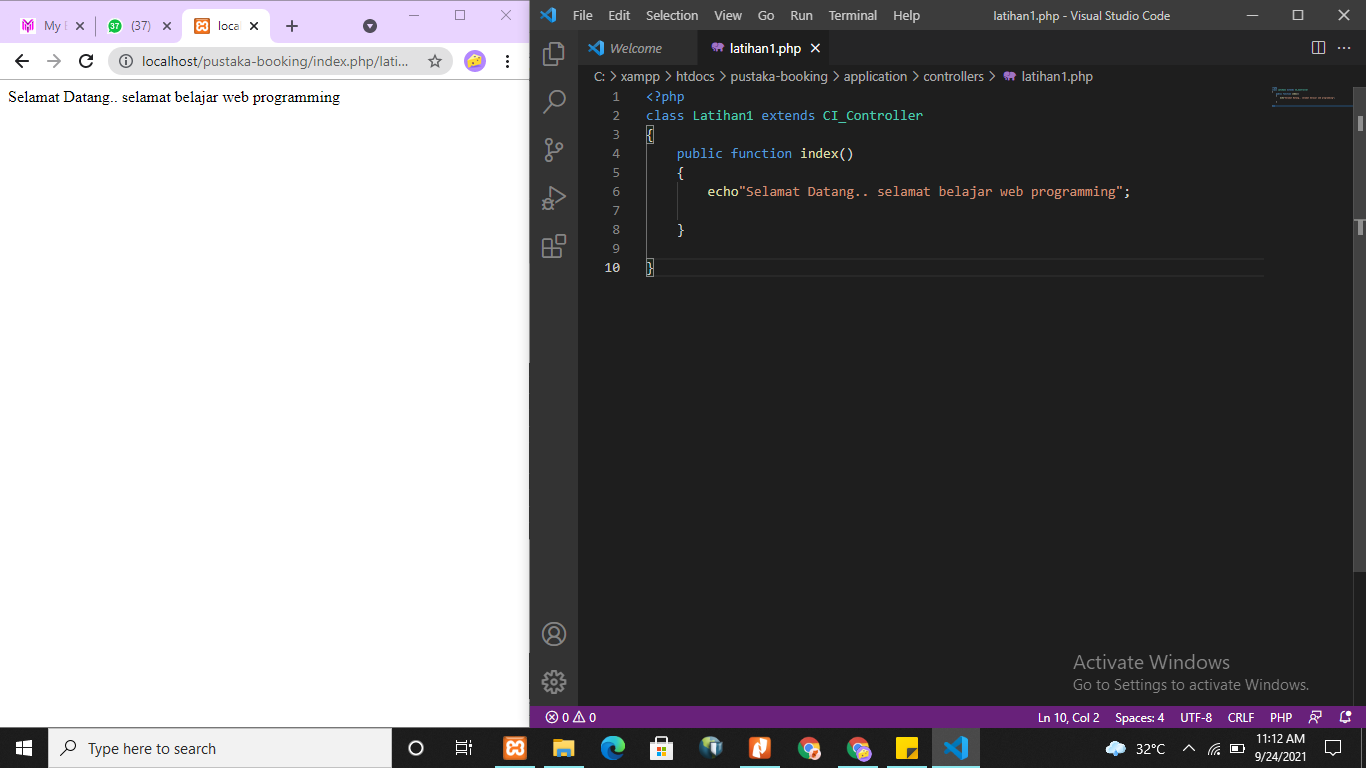 My
(37)
loca
localhost/pustaka-booking/index.php/lati...
Selamat Datang.. selamat belajar web programming
File Edit Selection View Go Run Terminal Help
latihan1.php - Visual Studio Code
Welcome
latihan1.php
C: > xampp > htdocs > pustaka-booking > application > controllers > latihan1.php
1 <?php
2 class Latihan1 extends CI_Controller
3 {
4 public function index()
5 {
6 echo"Selamat Datang.. selamat belajar web programming";
7
8 }
9
10 }
Activate Windows
Go to Settings to activate Windows.
0 0
Ln 10, Col 2 Spaces: 4 UTF-8 CRLF PHP
Type here to search
32°C
11:12 AM
9/24/2021